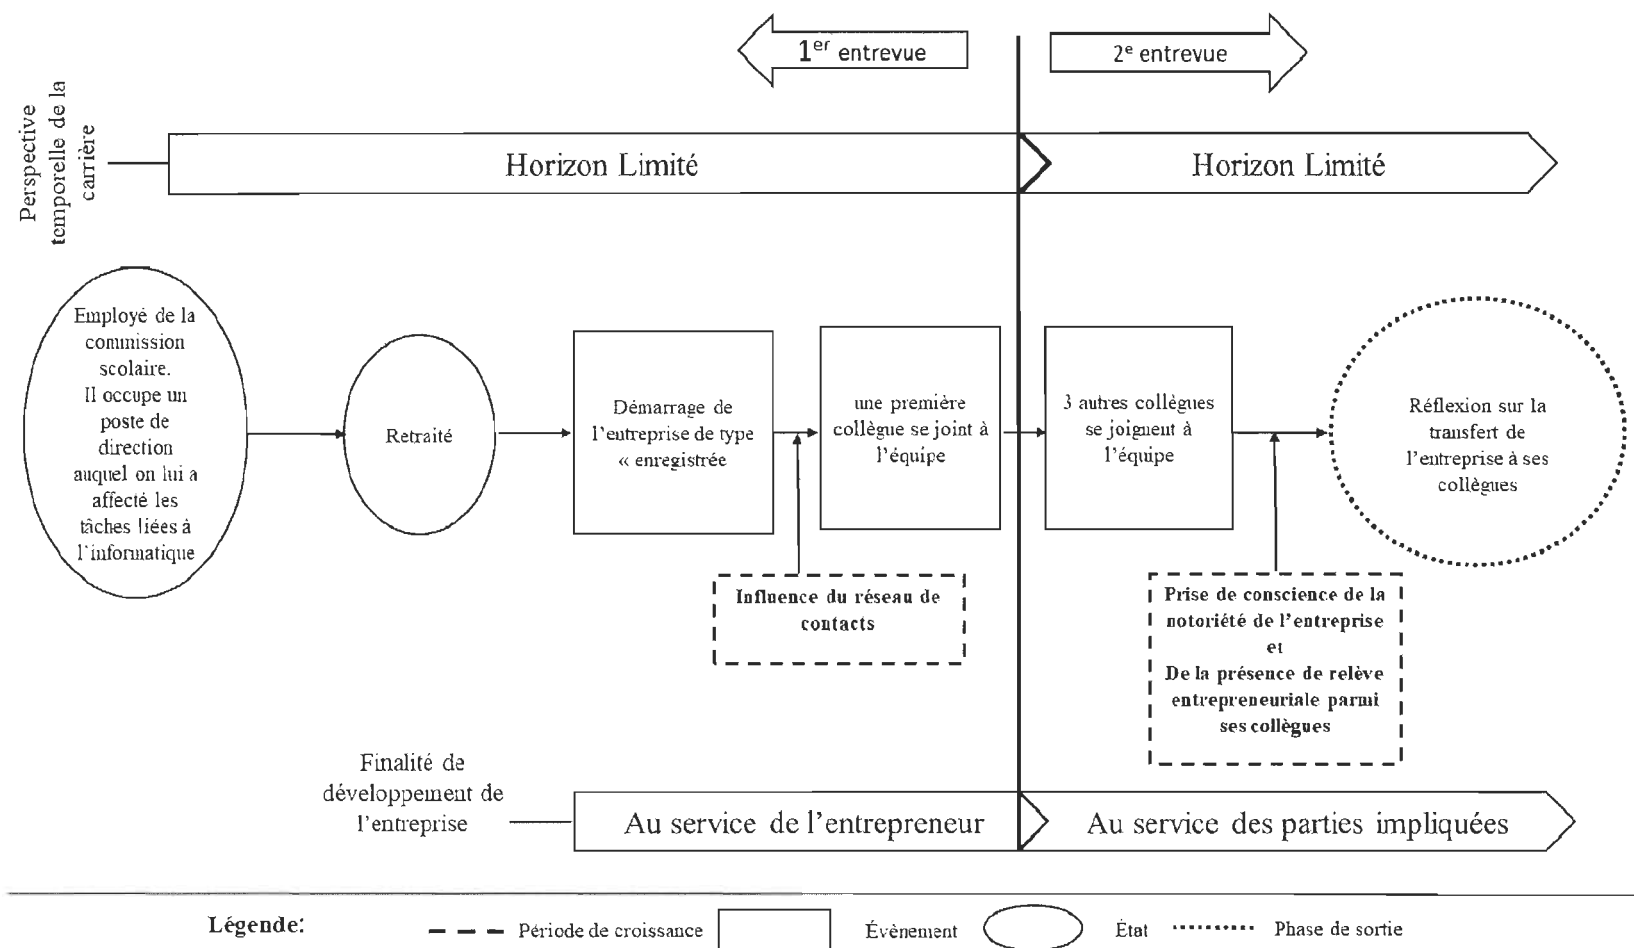 1er entrevue
2e entrevue
Perspective
temporelle de la
carrière
Horizon Limité
Horizon Limité
Employé de la
commission
scolaire.
Il occupe un
poste de
direction
auquel on lui a
affecté les
tâches liées à
l'informatique
Retraité
Démarrage de
l'entreprise de type
« enregistrée
une première
collègue se joint à
l'équipe
3 autres collègues
se joignent à
l'équipe
Réflexion sur la
transfert de
l'entreprise à ses
collègues
Influence du réseau de
contacts
Prise de conscience de la
notoriété de l'entreprise
et
De la présence de relève
entrepreneuriale parmi
ses collègues
Finalité de
développement de
l'entreprise
Au service de l'entrepreneur
Au service des parties impliquées
Légende:
Période de croissance
Évènement
État
Phase de sortie